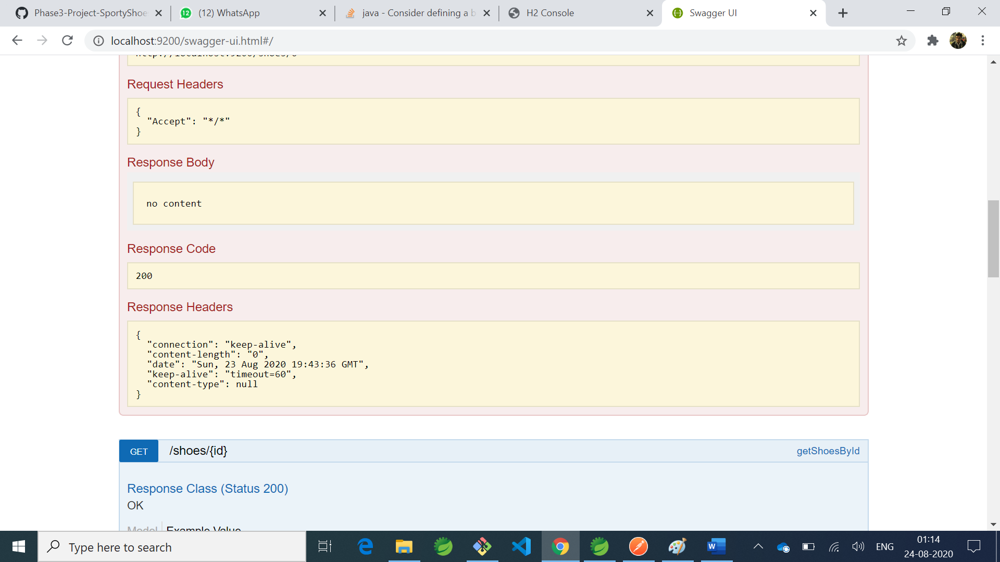 Phase3-Project-SportyShoe
(12) WhatsApp
java - Consider defining a b
H2 Console
Swagger UI
localhost:9200/swagger-ui.html#/
Request Headers
{
"Accept": "*/*"
}
Response Body
no content
Response Code
200
Response Headers
{
"connection": "keep-alive",
"content-length": "0",
"date": "Sun, 23 Aug 2020 19:43:36 GMT",
"keep-alive": "timeout=60",
"content-type": null
}
GET /shoes/{id} getShoesById
Response Class (Status 200)
OK
Model Example Value
Type here to search
ENG
01:14
24-08-2020